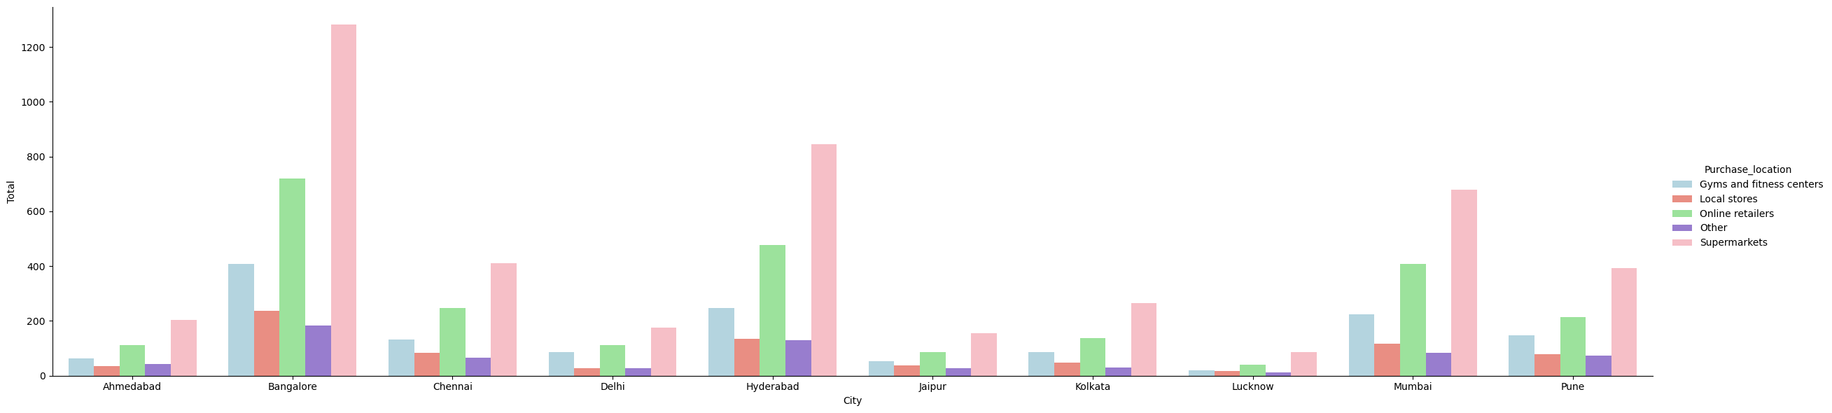 1200
1000
800
600
400
200
0
Total
Ahmedabad Bangalore Chennai Delhi Hyderabad Jaipur Kolkata Lucknow Mumbai Pune
City
Purchase_location
Gyms and fitness centers
Local stores
Online retailers
Other
Supermarkets